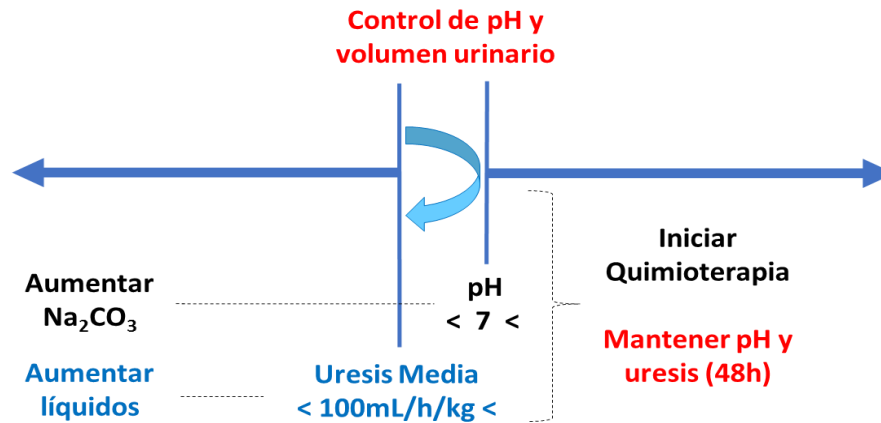 Control de pH y
volumen urinario
Iniciar
Quimioterapia
Aumentar
Na₂CO₃
pH
< 7 <
Mantener pH y
uresis (48h)
Aumentar
líquidos
Uresis Media
< 100mL/h/kg <